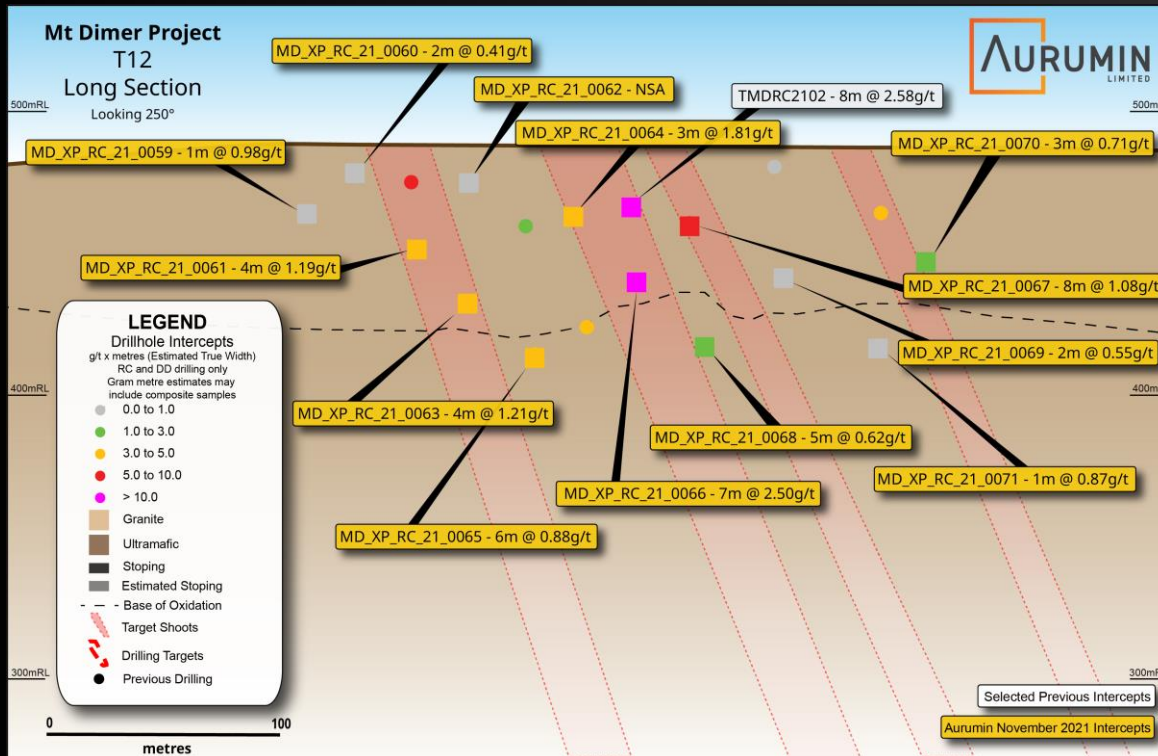 Mt Dimer Project
T12
Long Section
Looking 250°
AURUMIN
LIMITED
500mRL
500mRL
MD_XP_RC_21_0060 - 2m @ 0.41g/t
MD_XP_RC_21_0062 - NSA
TMDRC2102 - 8m @ 2.58g/t
MD_XP_RC_21_0064 - 3m @ 1.81g/t
MD_XP_RC_21_0070 - 3m @ 0.71g/t
MD_XP_RC_21_0059 - 1m @ 0.98g/t
MD_XP_RC_21_0061 - 4m @ 1.19g/t
MD_XP_RC_21_0067 - 8m @ 1.08g/t
MD_XP_RC_21_0069 - 2m @ 0.55g/t
400mRL
400mRL
MD_XP_RC_21_0063 - 4m @ 1.21g/t
MD_XP_RC_21_0068 - 5m @ 0.62g/t
MD_XP_RC_21_0071 - 1m @ 0.87g/t
MD_XP_RC_21_0066 - 7m @ 2.50g/t
MD_XP_RC_21_0065 - 6m @ 0.88g/t
LEGEND
Drillhole Intercepts
g/t x metres (Estimated True Width)
RC and DD drilling only
Gram metre estimates may
include composite samples
0.0 to 1.0
1.0 to 3.0
3.0 to 5.0
5.0 to 10.0
> 10.0
Granite
Ultramafic
Stoping
Estimated Stoping
Base of Oxidation
Target Shoots
Drilling Targets
Previous Drilling
300mRL
300mRL
Selected Previous Intercepts
Aurumin November 2021 Intercepts
0 100
metres